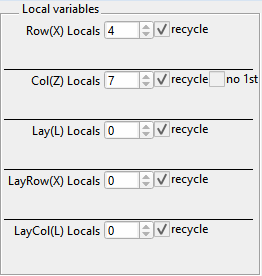 Local variables
Row(X) Locals 4 recycle
Col(Z) Locals 7 recycle no 1st
Lay(L) Locals 0 recycle
LayRow(X) Locals 0 recycle
LayCol(L) Locals 0 recycle